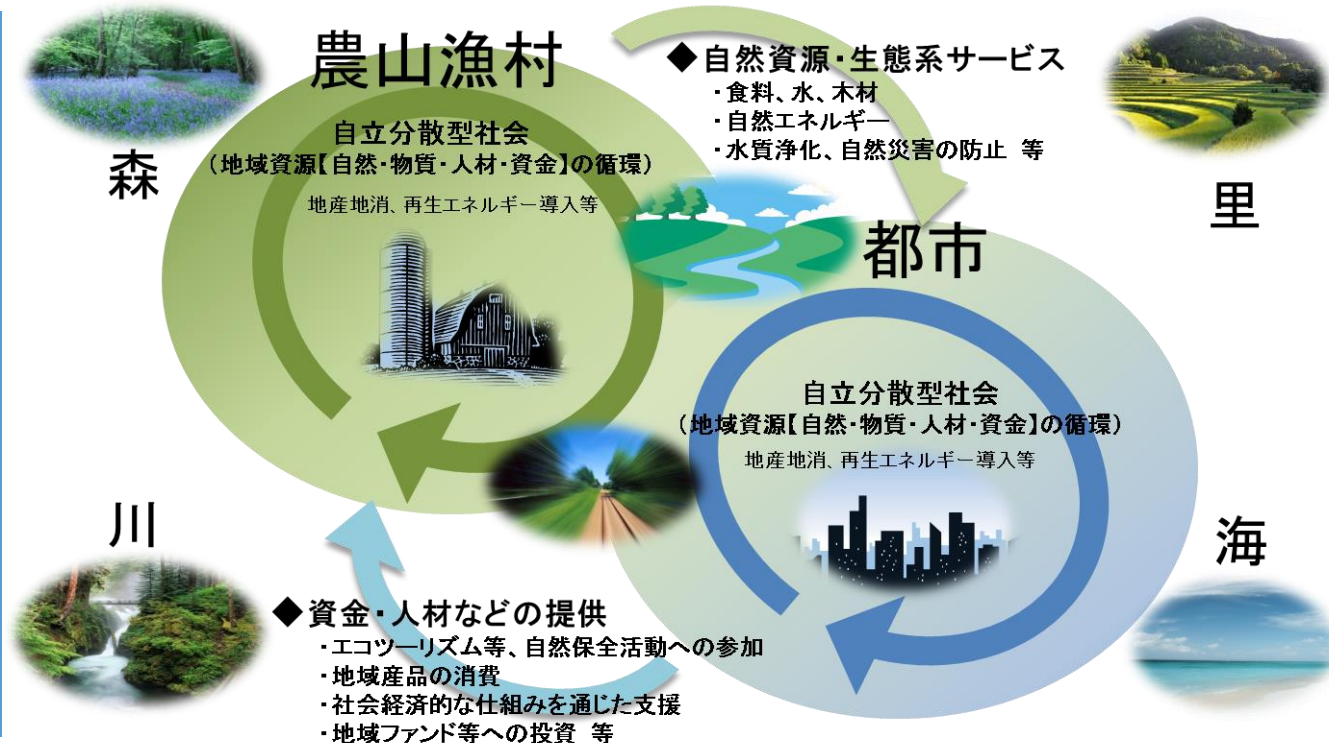 農山漁村
自立分散型社会
(地域資源【自然・物質・人材・資金】の循環)
地産地消、再生エネルギー導入等
森
◆自然資源・生態系サービス
・食料、水、木材
・自然エネルギー
・水質浄化、自然災害の防止 等
里
都市
自立分散型社会
(地域資源【自然・物質・人材・資金】の循環)
地産地消、再生エネルギー導入等
川
◆資金・人材などの提供
・エコツーリズム等、自然保全活動への参加
・地域産品の消費
・社会経済的な仕組みを通じた支援
・地域ファンド等への投資 等
海